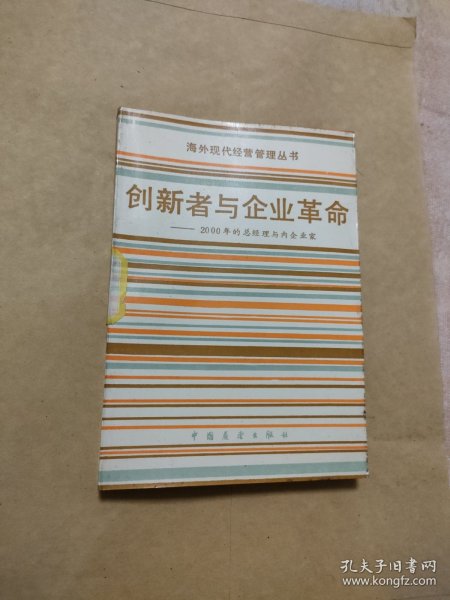 海外现代经营管理丛书
创新者与企业革命
—— 2000年的总经理与内企业家
中国展望出版社
孔夫子旧书网
www.kongfz.com